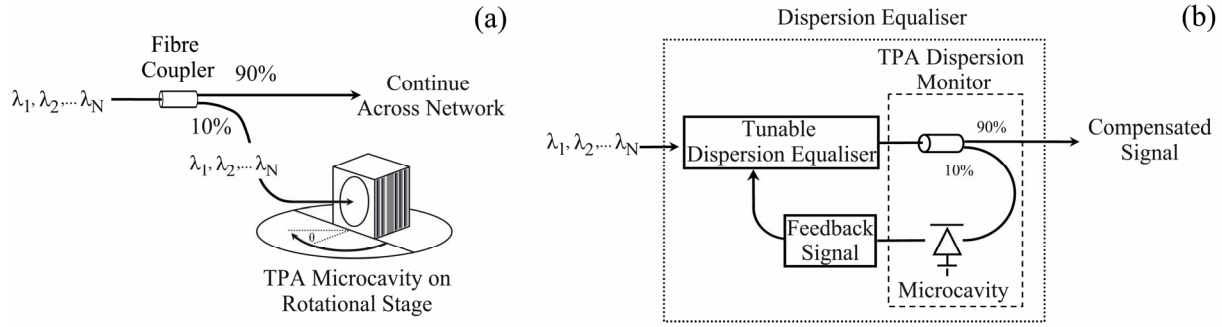 (a)
Fibre
Coupler
90%
λ1, λ2,... λN
Continue
Across Network
10%
λ1, λ2,... λN
θ
TPA Microcavity on
Rotational Stage
(b)
Dispersion Equaliser
TPA Dispersion
Monitor
λ1, λ2,... λN
Tunable
Dispersion Equaliser
90%
10%
Compensated
Signal
Feedback
Signal
Microcavity